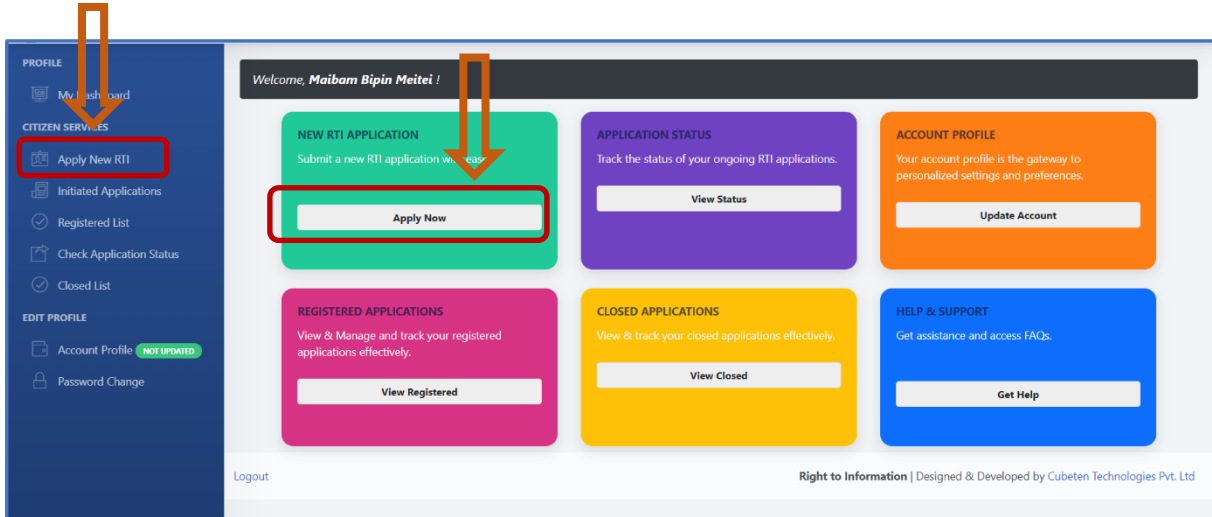 PROFILE
My Dashboard
CITIZEN SERVICES
Apply New RTI
Initiated Applications
Registered List
Check Application Status
Closed List
EDIT PROFILE
Account Profile NOT UPDATED
Password Change
Welcome, Maibam Bipin Meitei !
NEW RTI APPLICATION
Submit a new RTI application with ease.
Apply Now
APPLICATION STATUS
Track the status of your ongoing RTI applications.
View Status
ACCOUNT PROFILE
Your account profile is the gateway to
personalized settings and preferences.
Update Account
REGISTERED APPLICATIONS
View & Manage and track your registered
applications effectively.
View Registered
CLOSED APPLICATIONS
View & track your closed applications effectively.
View Closed
HELP & SUPPORT
Get assistance and access FAQs.
Get Help
Logout
Right to Information | Designed & Developed by Cubeten Technologies Pvt. Ltd